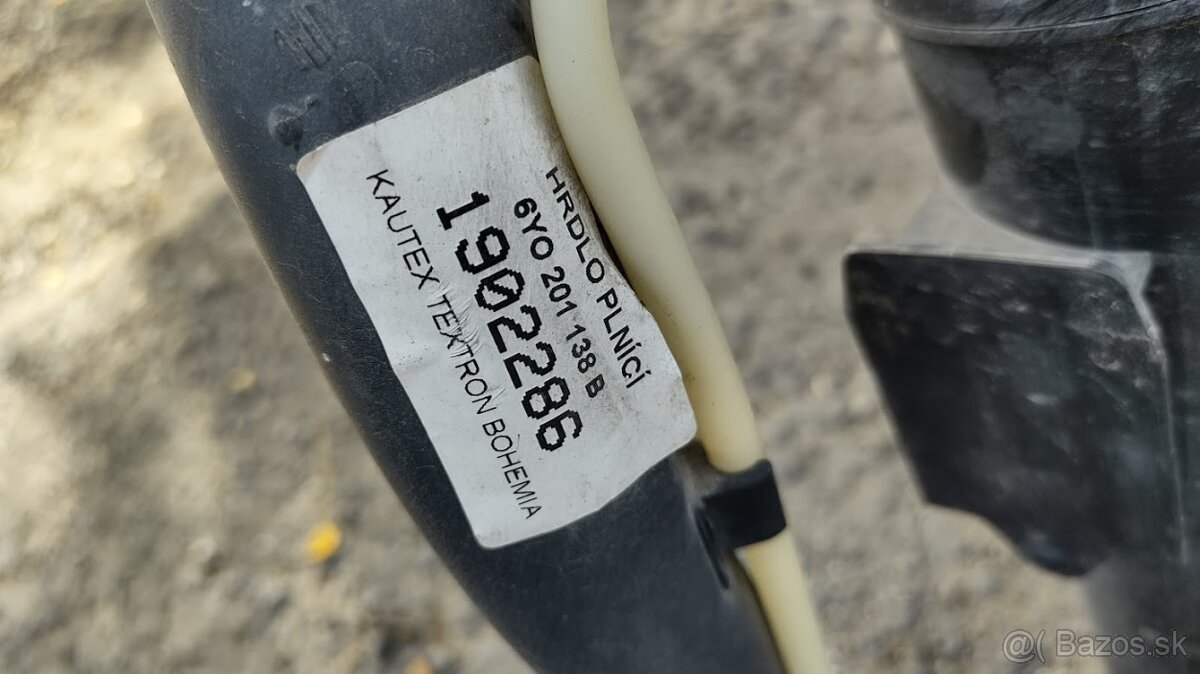 HRDLO PLNÍCÍ
6YO 201 138 B
1902286
KAUTEX TEXTRON BOHEMIA
@( Bazos.sk